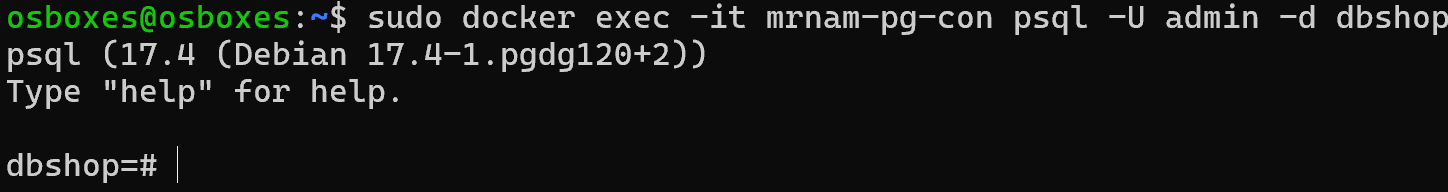 osboxes@osboxes:~$ sudo docker exec -it mrnam-pg-con psql -U admin -d dbshop
psql (17.4 (Debian 17.4-1.pgdg120+2))
Type "help" for help.
dbshop=#